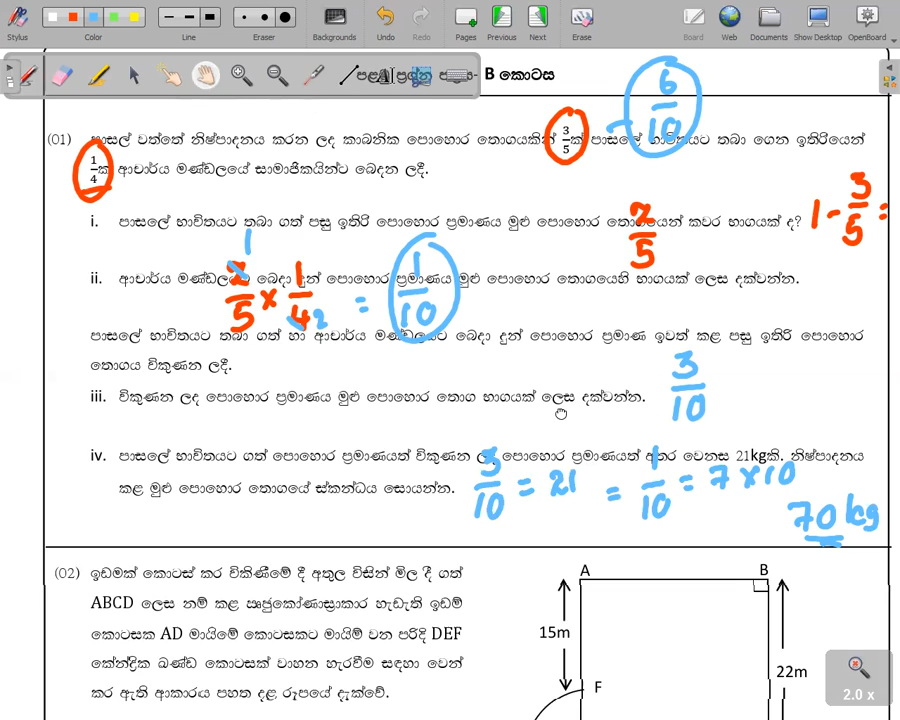 Stylus Color Line Eraser Backgrounds Undo Redo Pages Previous Next Erase Board Web Documents Show Desktop OpenBoard
B කොටස
6/10
(01) පාසල් වත්තේ නිෂ්පාදනය කරන ලද කාබනික පොහොර තොගයකින් 3/5 ක් පාසලේ භාවිතයට තබා ගෙන ඉතිරියෙන්
1/4 ක් ආචාර්ය මණ්ඩලයේ සාමාජිකයින්ට බෙදන ලදී.
i. පාසලේ භාවිතයට තබා ගත් පසු ඉතිරි පොහොර ප්‍රමාණය මුළු පොහොර තොගයෙන් කවර භාගයක් ද? 1 - 3/5 =
2/5
ii. ආචාර්ය මණ්ඩලයට බෙදා දුන් පොහොර ප්‍රමාණය මුළු පොහොර තොගයෙහි භාගයක් ලෙස දක්වන්න.
1
2/5 × 1/4 = 1/10
2
පාසලේ භාවිතයට තබා ගත් හා ආචාර්ය මණ්ඩලයට බෙදා දුන් පොහොර ප්‍රමාණ ඉවත් කළ පසු ඉතිරි පොහොර
තොගය විකුණන ලදී.
iii. විකුණන ලද පොහොර ප්‍රමාණය මුළු පොහොර තොග භාගයක් ලෙස දක්වන්න. 3/10
iv. පාසලේ භාවිතයට ගත් පොහොර ප්‍රමාණයත් විකුණන ලද පොහොර ප්‍රමාණයත් අතර වෙනස 21kgකි. නිෂ්පාදනය
කළ මුළු පොහොර තොගයේ ස්කන්ධය සොයන්න. 3/10 = 21 = 1/10 = 7 × 10
70 kg
(02) ඉඩමක් කොටස් කර විකිණීමේ දී අතුල විසින් මිල දී ගත්
ABCD ලෙස නම් කළ ඍජුකෝණාස්‍රාකාර හැඩැති ඉඩම්
කොටසක AD මායිමේ කොටසකට මායිම් වන පරිදි DEF
කේන්ද්‍රික ඛණ්ඩ කොටසක් වාහන හැරවීම සඳහා වෙන්
කර ඇති ආකාරය පහත දළ රූපයේ දැක්වේ.
A B
15m
F
22m
2.0 x